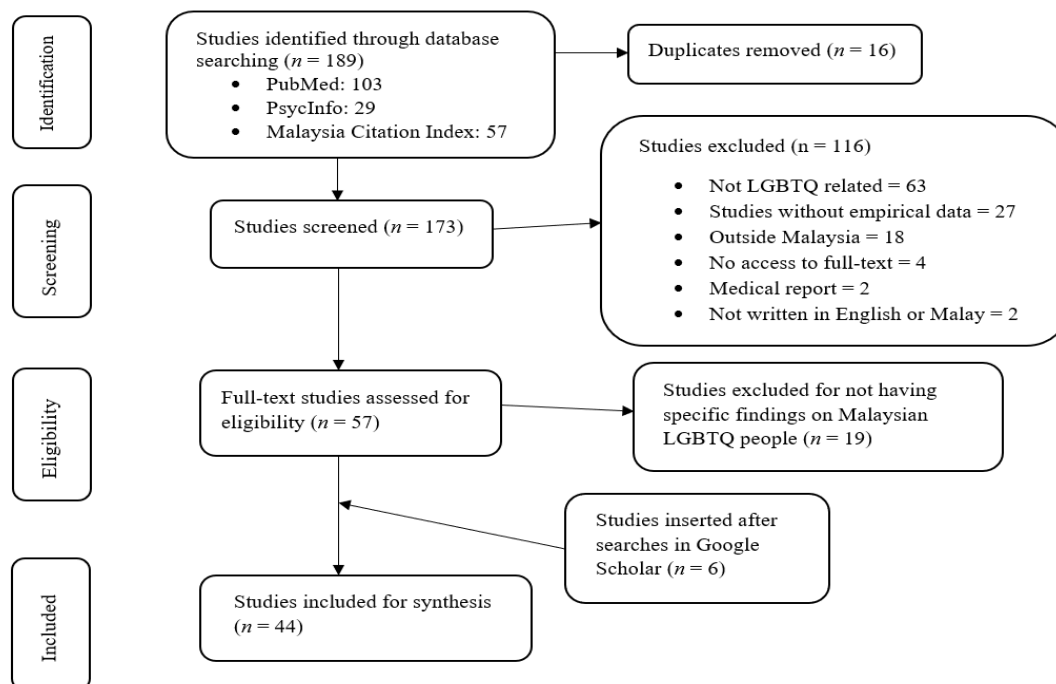 Identification
Studies identified through database
searching (n = 189)
• PubMed: 103
• PsycInfo: 29
• Malaysia Citation Index: 57
Duplicates removed (n = 16)
Screening
Studies screened (n = 173)
Studies excluded (n = 116)
• Not LGBTQ related = 63
• Studies without empirical data = 27
• Outside Malaysia = 18
• No access to full-text = 4
• Medical report = 2
• Not written in English or Malay = 2
Eligibility
Full-text studies assessed for
eligibility (n = 57)
Studies excluded for not having
specific findings on Malaysian
LGBTQ people (n = 19)
Studies inserted after
searches in Google
Scholar (n = 6)
Included
Studies included for synthesis
(n = 44)